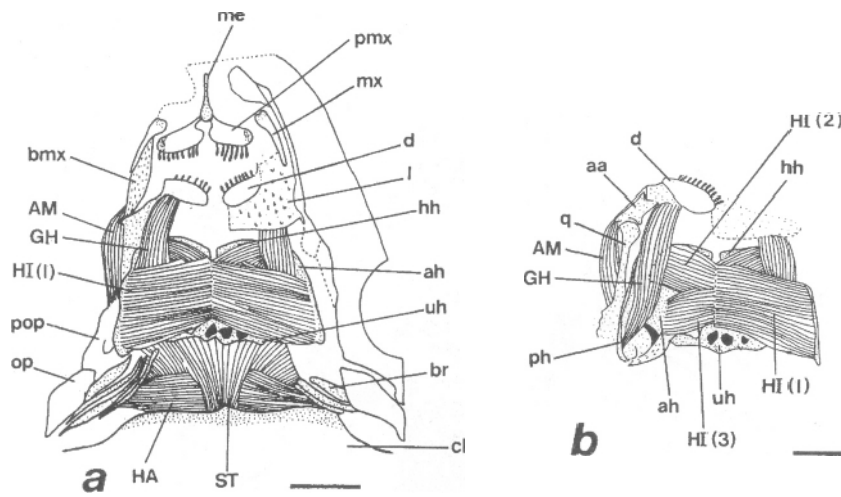 me
pmx
mx
d
l
hh
ah
uh
br
bmx
AM
GH
HI(1)
pop
op
HA
ST
a
HI(2)
hh
d
aa
q
AM
GH
ph
ah
uh
HI(1)
HI(3)
b